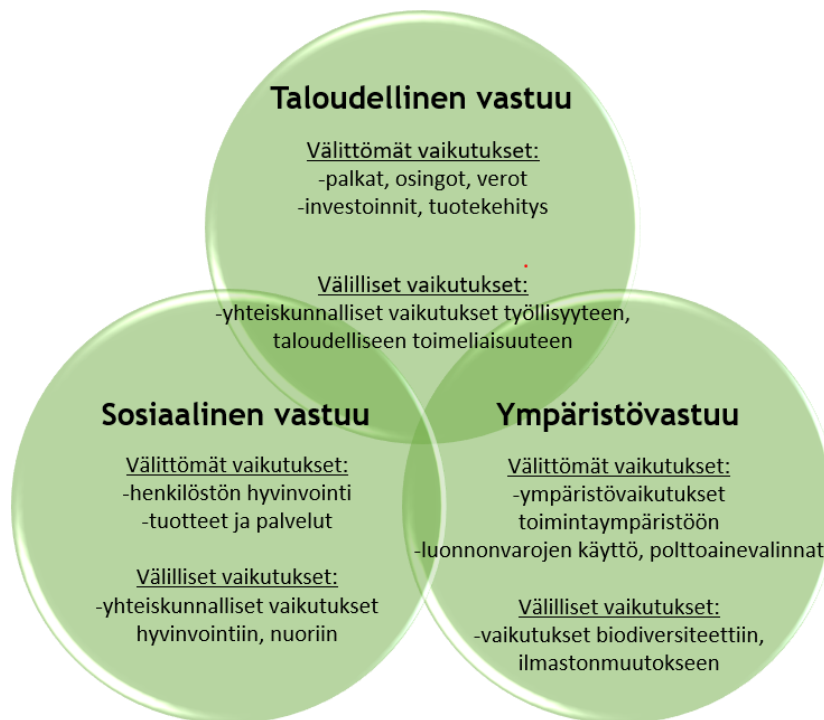 Taloudellinen vastuu
Välittömät vaikutukset:
-palkat, osingot, verot
-investoinnit, tuotekehitys
Välilliset vaikutukset:
-yhteiskunnalliset vaikutukset työllisyyteen,
taloudelliseen toimeliaisuuteen
Sosiaalinen vastuu
Välittömät vaikutukset:
-henkilöstön hyvinvointi
-tuotteet ja palvelut
Välilliset vaikutukset:
-yhteiskunnalliset vaikutukset
hyvinvointiin, nuoriin
Ympäristövastuu
Välittömät vaikutukset:
-ympäristövaikutukset
toimintaympäristöön
-luonnonvarojen käyttö, polttoainevalinnat
Välilliset vaikutukset:
-vaikutukset biodiversiteettiin,
ilmastonmuutokseen